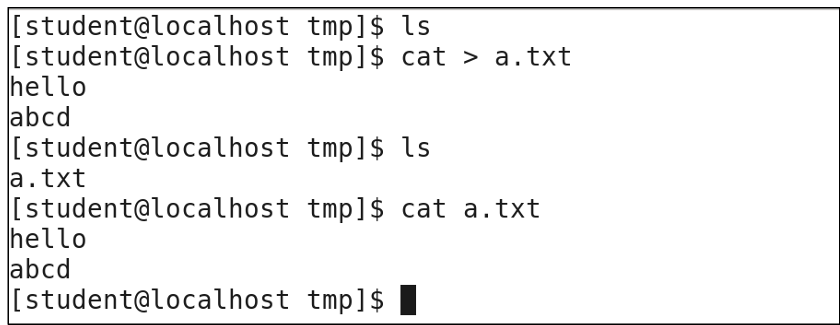 [student@localhost tmp]$ ls
[student@localhost tmp]$ cat > a.txt
hello
abcd
[student@localhost tmp]$ ls
a.txt
[student@localhost tmp]$ cat a.txt
hello
abcd
[student@localhost tmp]$